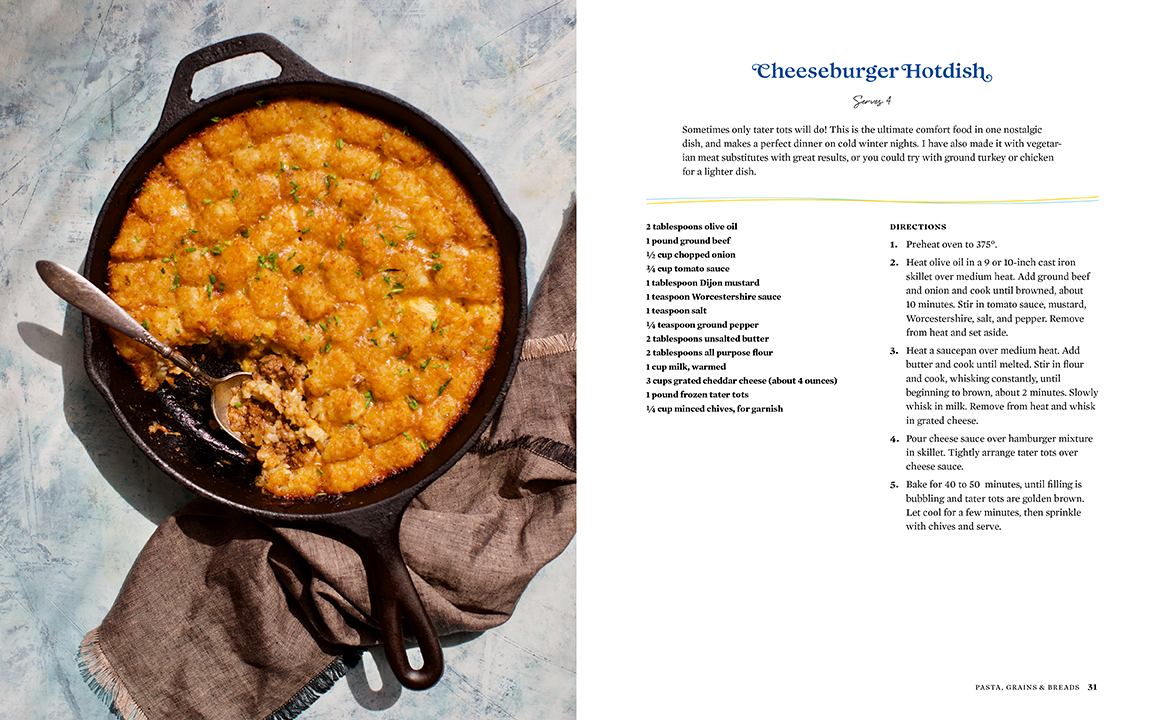 Cheeseburger Hotdish
Serves 4
Sometimes only tater tots will do! This is the ultimate comfort food in one nostalgic
dish, and makes a perfect dinner on cold winter nights. I have also made it with vegetar-
ian meat substitutes with great results, or you could try with ground turkey or chicken
for a lighter dish.
2 tablespoons olive oil
1 pound ground beef
½ cup chopped onion
¾ cup tomato sauce
1 tablespoon Dijon mustard
1 teaspoon Worcestershire sauce
1 teaspoon salt
¼ teaspoon ground pepper
2 tablespoons unsalted butter
2 tablespoons all purpose flour
1 cup milk, warmed
3 cups grated cheddar cheese (about 4 ounces)
1 pound frozen tater tots
¼ cup minced chives, for garnish
DIRECTIONS
1. Preheat oven to 375°.
2. Heat olive oil in a 9 or 10-inch cast iron
skillet over medium heat. Add ground beef
and onion and cook until browned, about
10 minutes. Stir in tomato sauce, mustard,
Worcestershire, salt, and pepper. Remove
from heat and set aside.
3. Heat a saucepan over medium heat. Add
butter and cook until melted. Stir in flour
and cook, whisking constantly, until
beginning to brown, about 2 minutes. Slowly
whisk in milk. Remove from heat and whisk
in grated cheese.
4. Pour cheese sauce over hamburger mixture
in skillet. Tightly arrange tater tots over
cheese sauce.
5. Bake for 40 to 50 minutes, until filling is
bubbling and tater tots are golden brown.
Let cool for a few minutes, then sprinkle
with chives and serve.
PASTA, GRAINS & BREADS 31